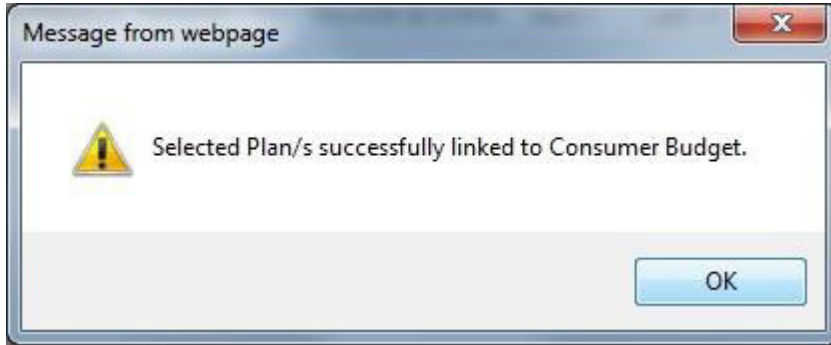 Message from webpage
Selected Plan/s successfully linked to Consumer Budget.
OK